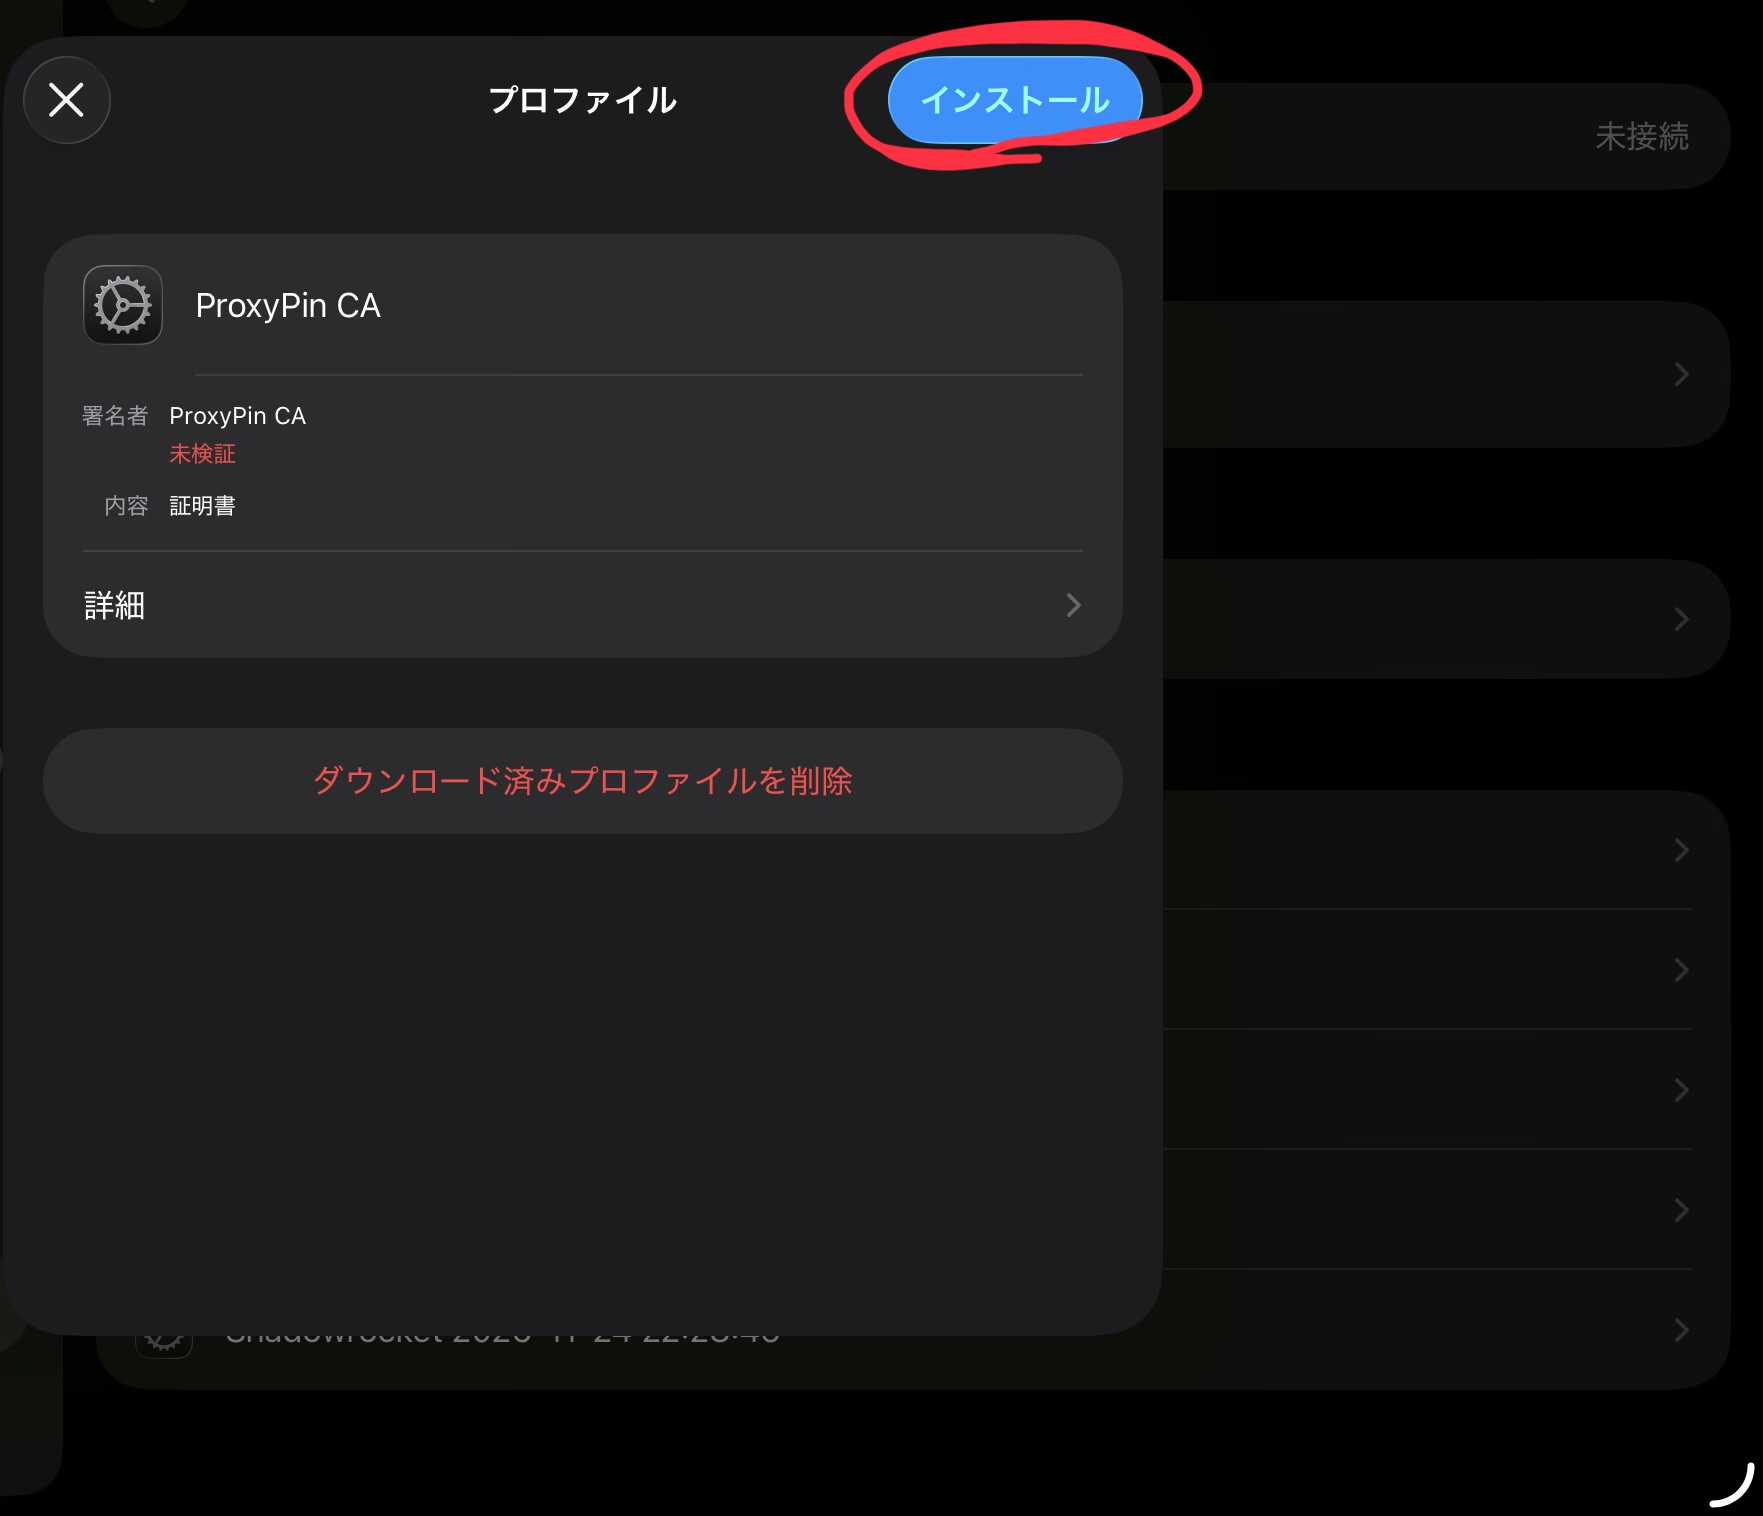 プロファイル
インストール
未接続
ProxyPin CA
署名者 ProxyPin CA
未検証
内容 証明書
詳細
ダウンロード済みプロファイルを削除
Shadowrocket